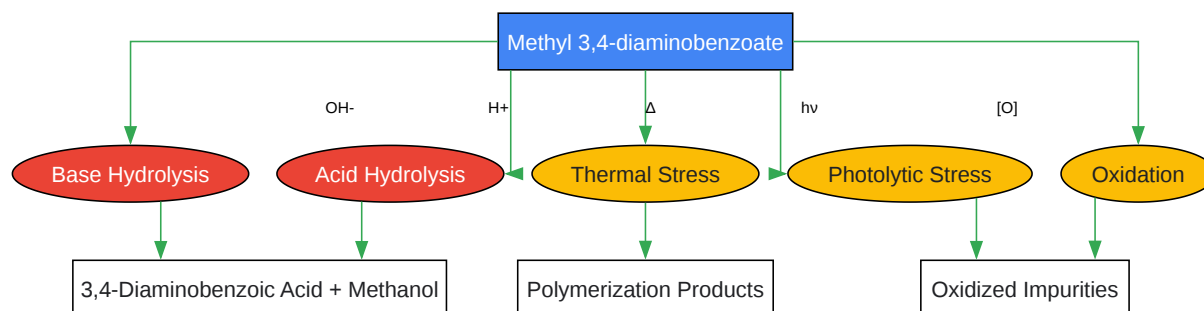 Methyl 3,4-diaminobenzoate
OH-
H+
Δ
hν
[O]
Base Hydrolysis
Acid Hydrolysis
Thermal Stress
Photolytic Stress
Oxidation
3,4-Diaminobenzoic Acid + Methanol
Polymerization Products
Oxidized Impurities